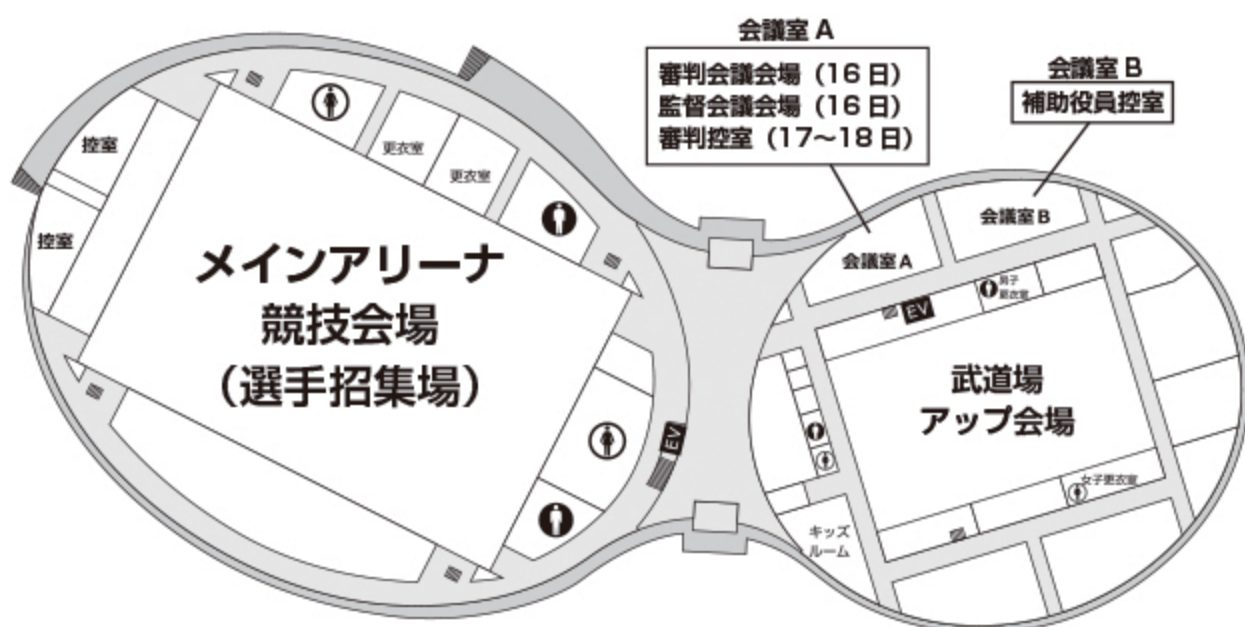 会議室 A
審判会議会場（16 日）
監督会議会場（16 日）
審判控室（17～18 日）
会議室 B
補助役員控室
控室
控室
更衣室
更衣室
メインアリーナ
競技会場
（選手招集場）
EV
会議室 A
会議室 B
男子
更衣室
EV
武道場
アップ会場
女子更衣室
キッズ
ルーム